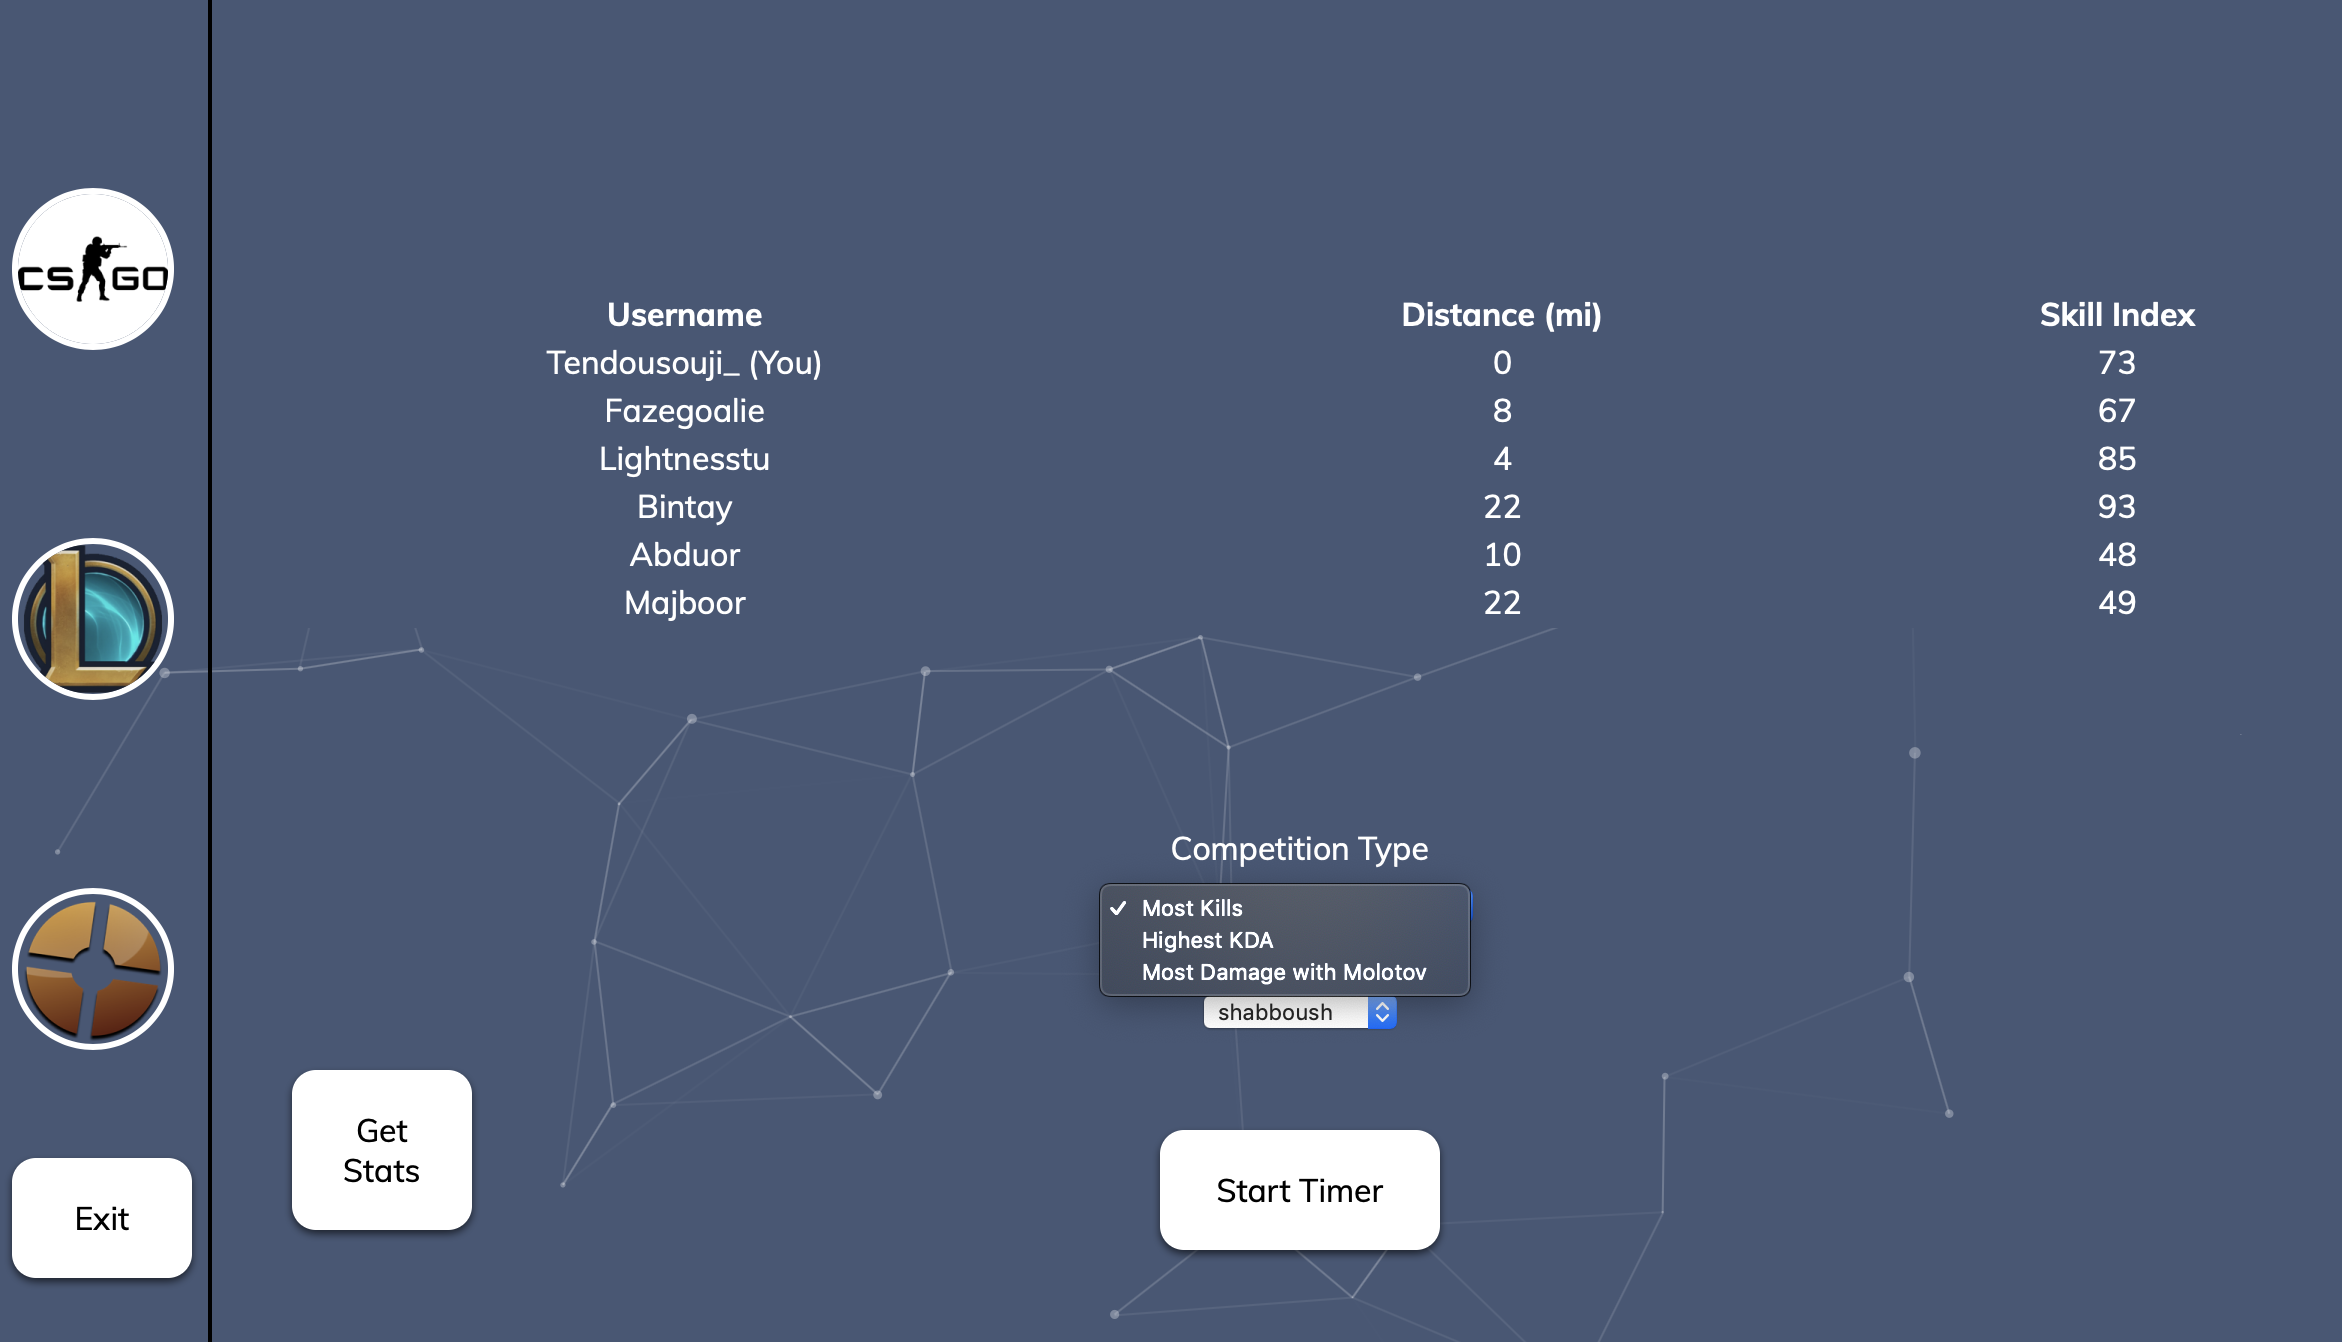 CS GO
Username Distance (mi) Skill Index
Tendousouji_ (You) 0 73
Fazegoalie 8 67
Lightnesstu 4 85
Bintay 22 93
Abduor 10 48
Majboor 22 49
Competition Type
✓ Most Kills
Highest KDA
Most Damage with Molotov
shabboush
Get
Stats
Start Timer
Exit